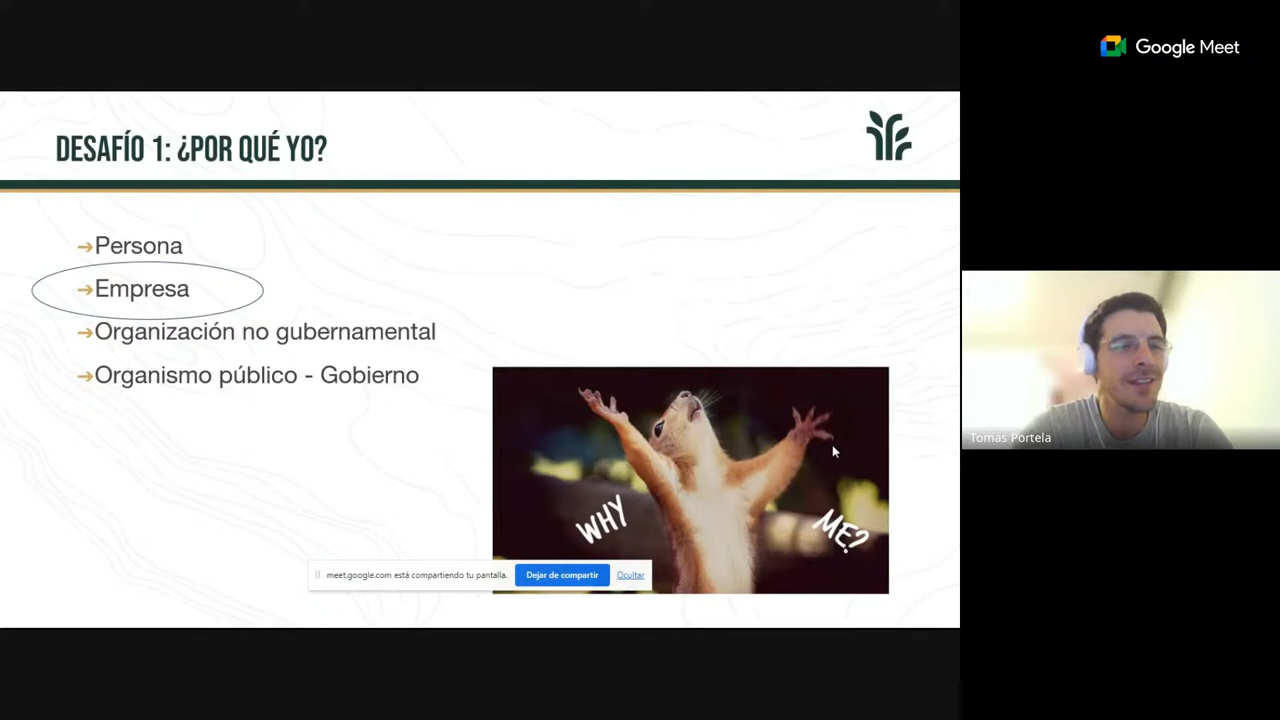 Google Meet
DESAFÍO 1: ¿POR QUÉ YO?
➔Persona
➔Empresa
➔Organización no gubernamental
➔Organismo público - Gobierno
WHY
ME?
meet.google.com está compartiendo tu pantalla.
Dejar de compartir
Ocultar
Tomas Portela